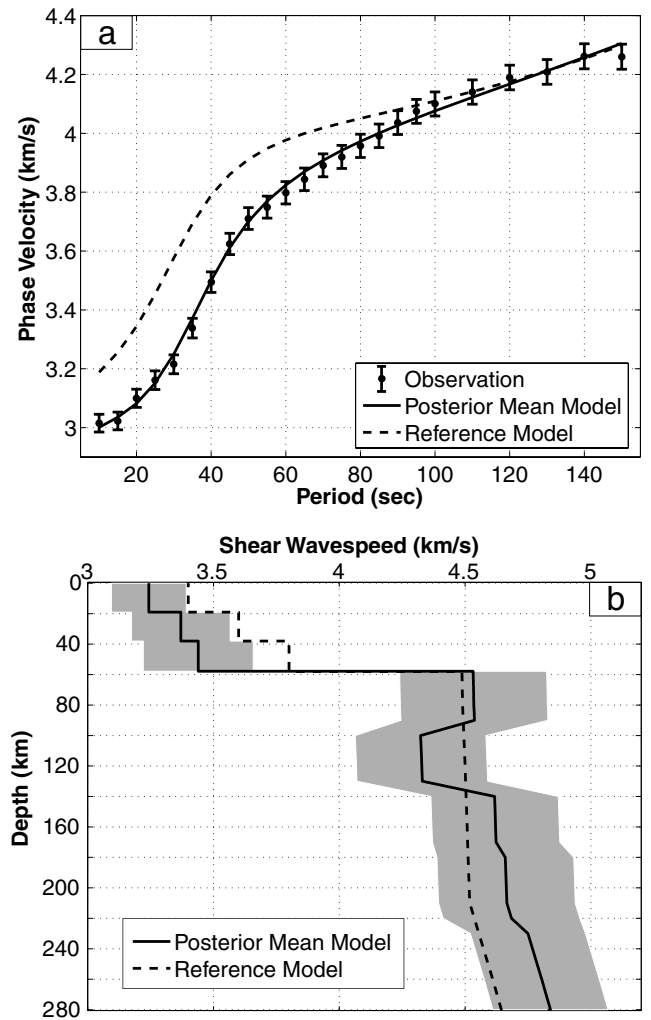 a
4.4
4.2
4
3.8
3.6
3.4
3.2
3
Phase Velocity (km/s)
Observation
Posterior Mean Model
Reference Model
20 40 60 80 100 120 140
Period (sec)
Shear Wavespeed (km/s)
3 3.5 4 4.5 5
b
0
40
80
120
160
200
240
280
Depth (km)
Posterior Mean Model
Reference Model